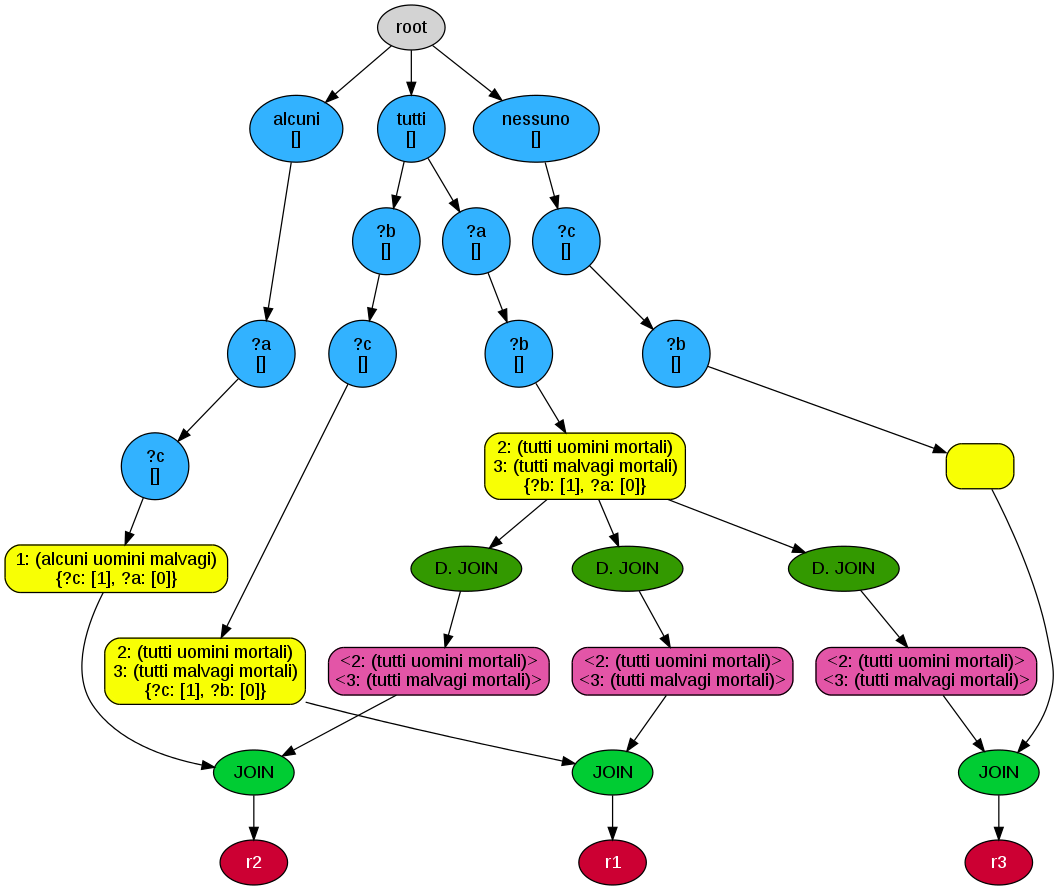 root
alcuni
[]
tutti
[]
nessuno
[]
?b
[]
?a
[]
?c
[]
?a
[]
?c
[]
?b
[]
?b
[]
?c
[]
2: (tutti uomini mortali)
3: (tutti malvagi mortali)
{?b: [1], ?a: [0]}
1: (alcuni uomini malvagi)
{?c: [1], ?a: [0]}
D. JOIN
D. JOIN
D. JOIN
2: (tutti uomini mortali)
3: (tutti malvagi mortali)
{?c: [1], ?b: [0]}
<2: (tutti uomini mortali)>
<3: (tutti malvagi mortali)>
<2: (tutti uomini mortali)>
<3: (tutti malvagi mortali)>
<2: (tutti uomini mortali)>
<3: (tutti malvagi mortali)>
JOIN
JOIN
JOIN
r2
r1
r3